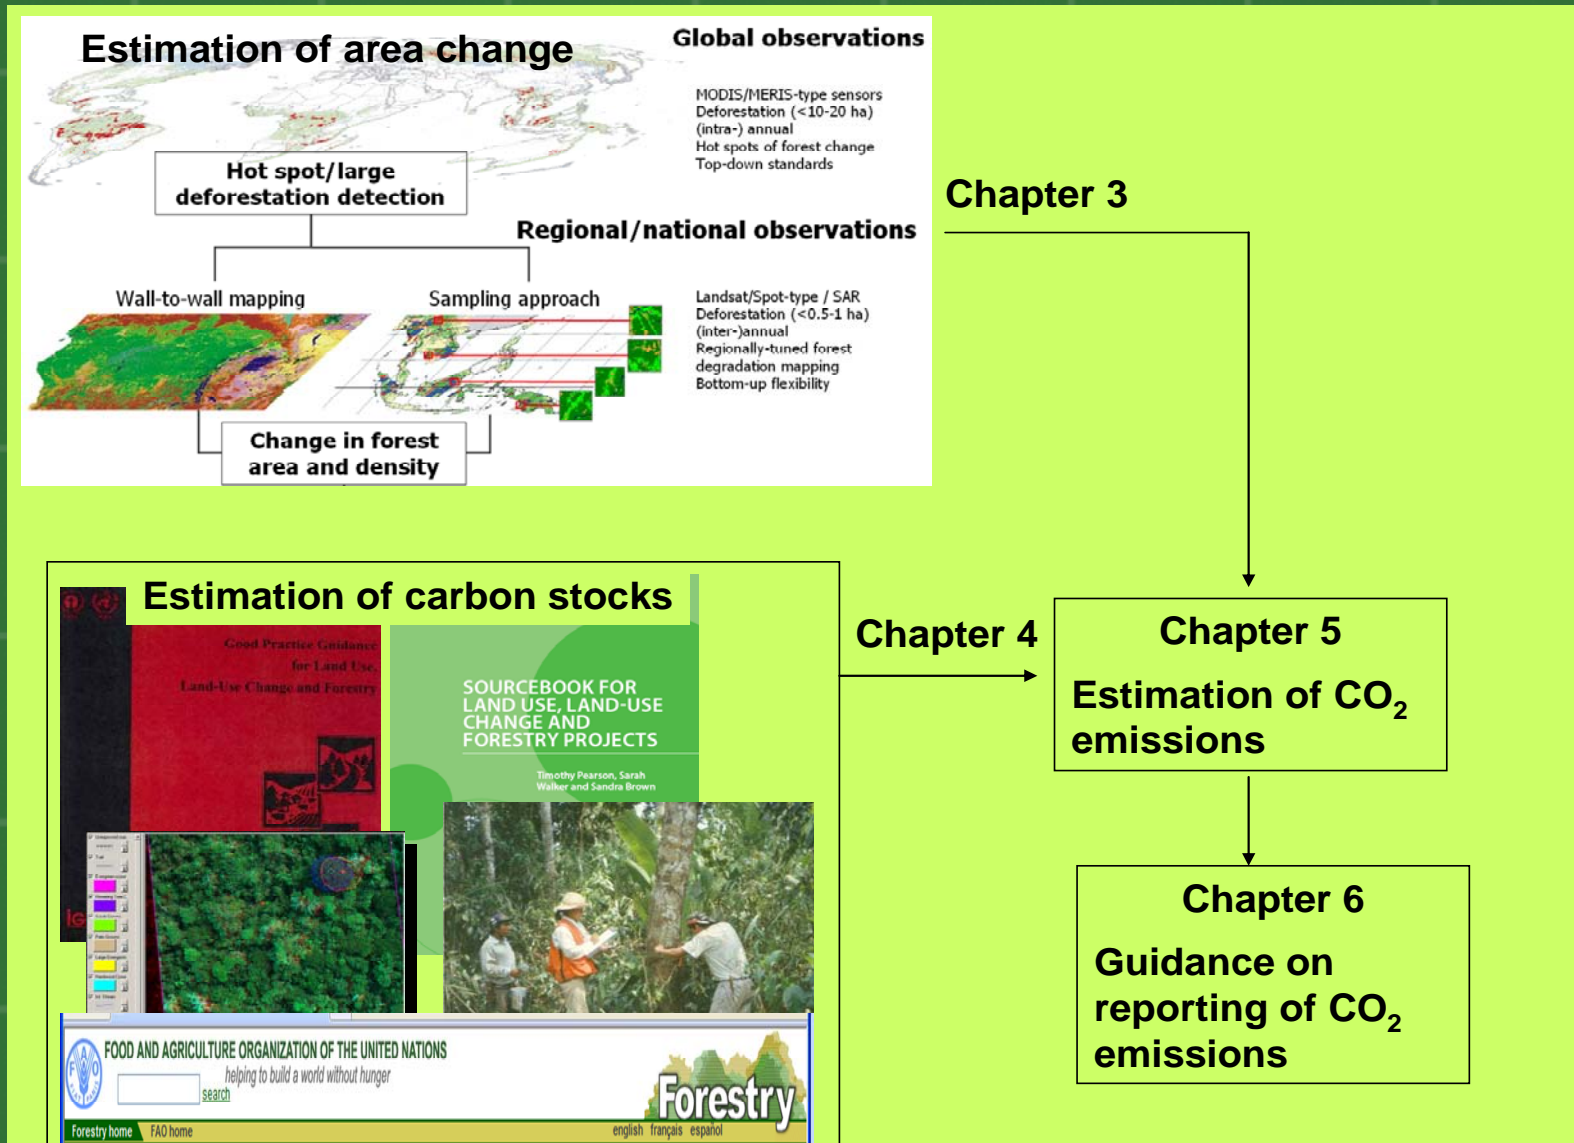 Estimation of area change
Global observations
MODIS/MERIS-type sensors
Deforestation (<10-20 ha)
(intra-) annual
Hot spots of forest change
Top-down standards
Hot spot/large
deforestation detection
Chapter 3
Regional/national observations
Wall-to-wall mapping
Sampling approach
Landsat/Spot-type / SAR
Deforestation (<0.5-1 ha)
(inter-)annual
Regionally-tuned forest
degradation mapping
Bottom-up flexibility
Change in forest
area and density
Estimation of carbon stocks
Good Practice Guidance
for Land Use,
Land-Use Change and Forestry
SOURCEBOOK FOR
LAND USE, LAND-USE
CHANGE AND
FORESTRY PROJECTS
Timothy Pearson, Sarah
Walker and Sandra Brown
Chapter 4
Chapter 5
Estimation of CO₂
emissions
Chapter 6
Guidance on
reporting of CO₂
emissions
FAO
FOOD AND AGRICULTURE ORGANIZATION OF THE UNITED NATIONS
helping to build a world without hunger
search
Forestry
Forestry home FAO home
english français español